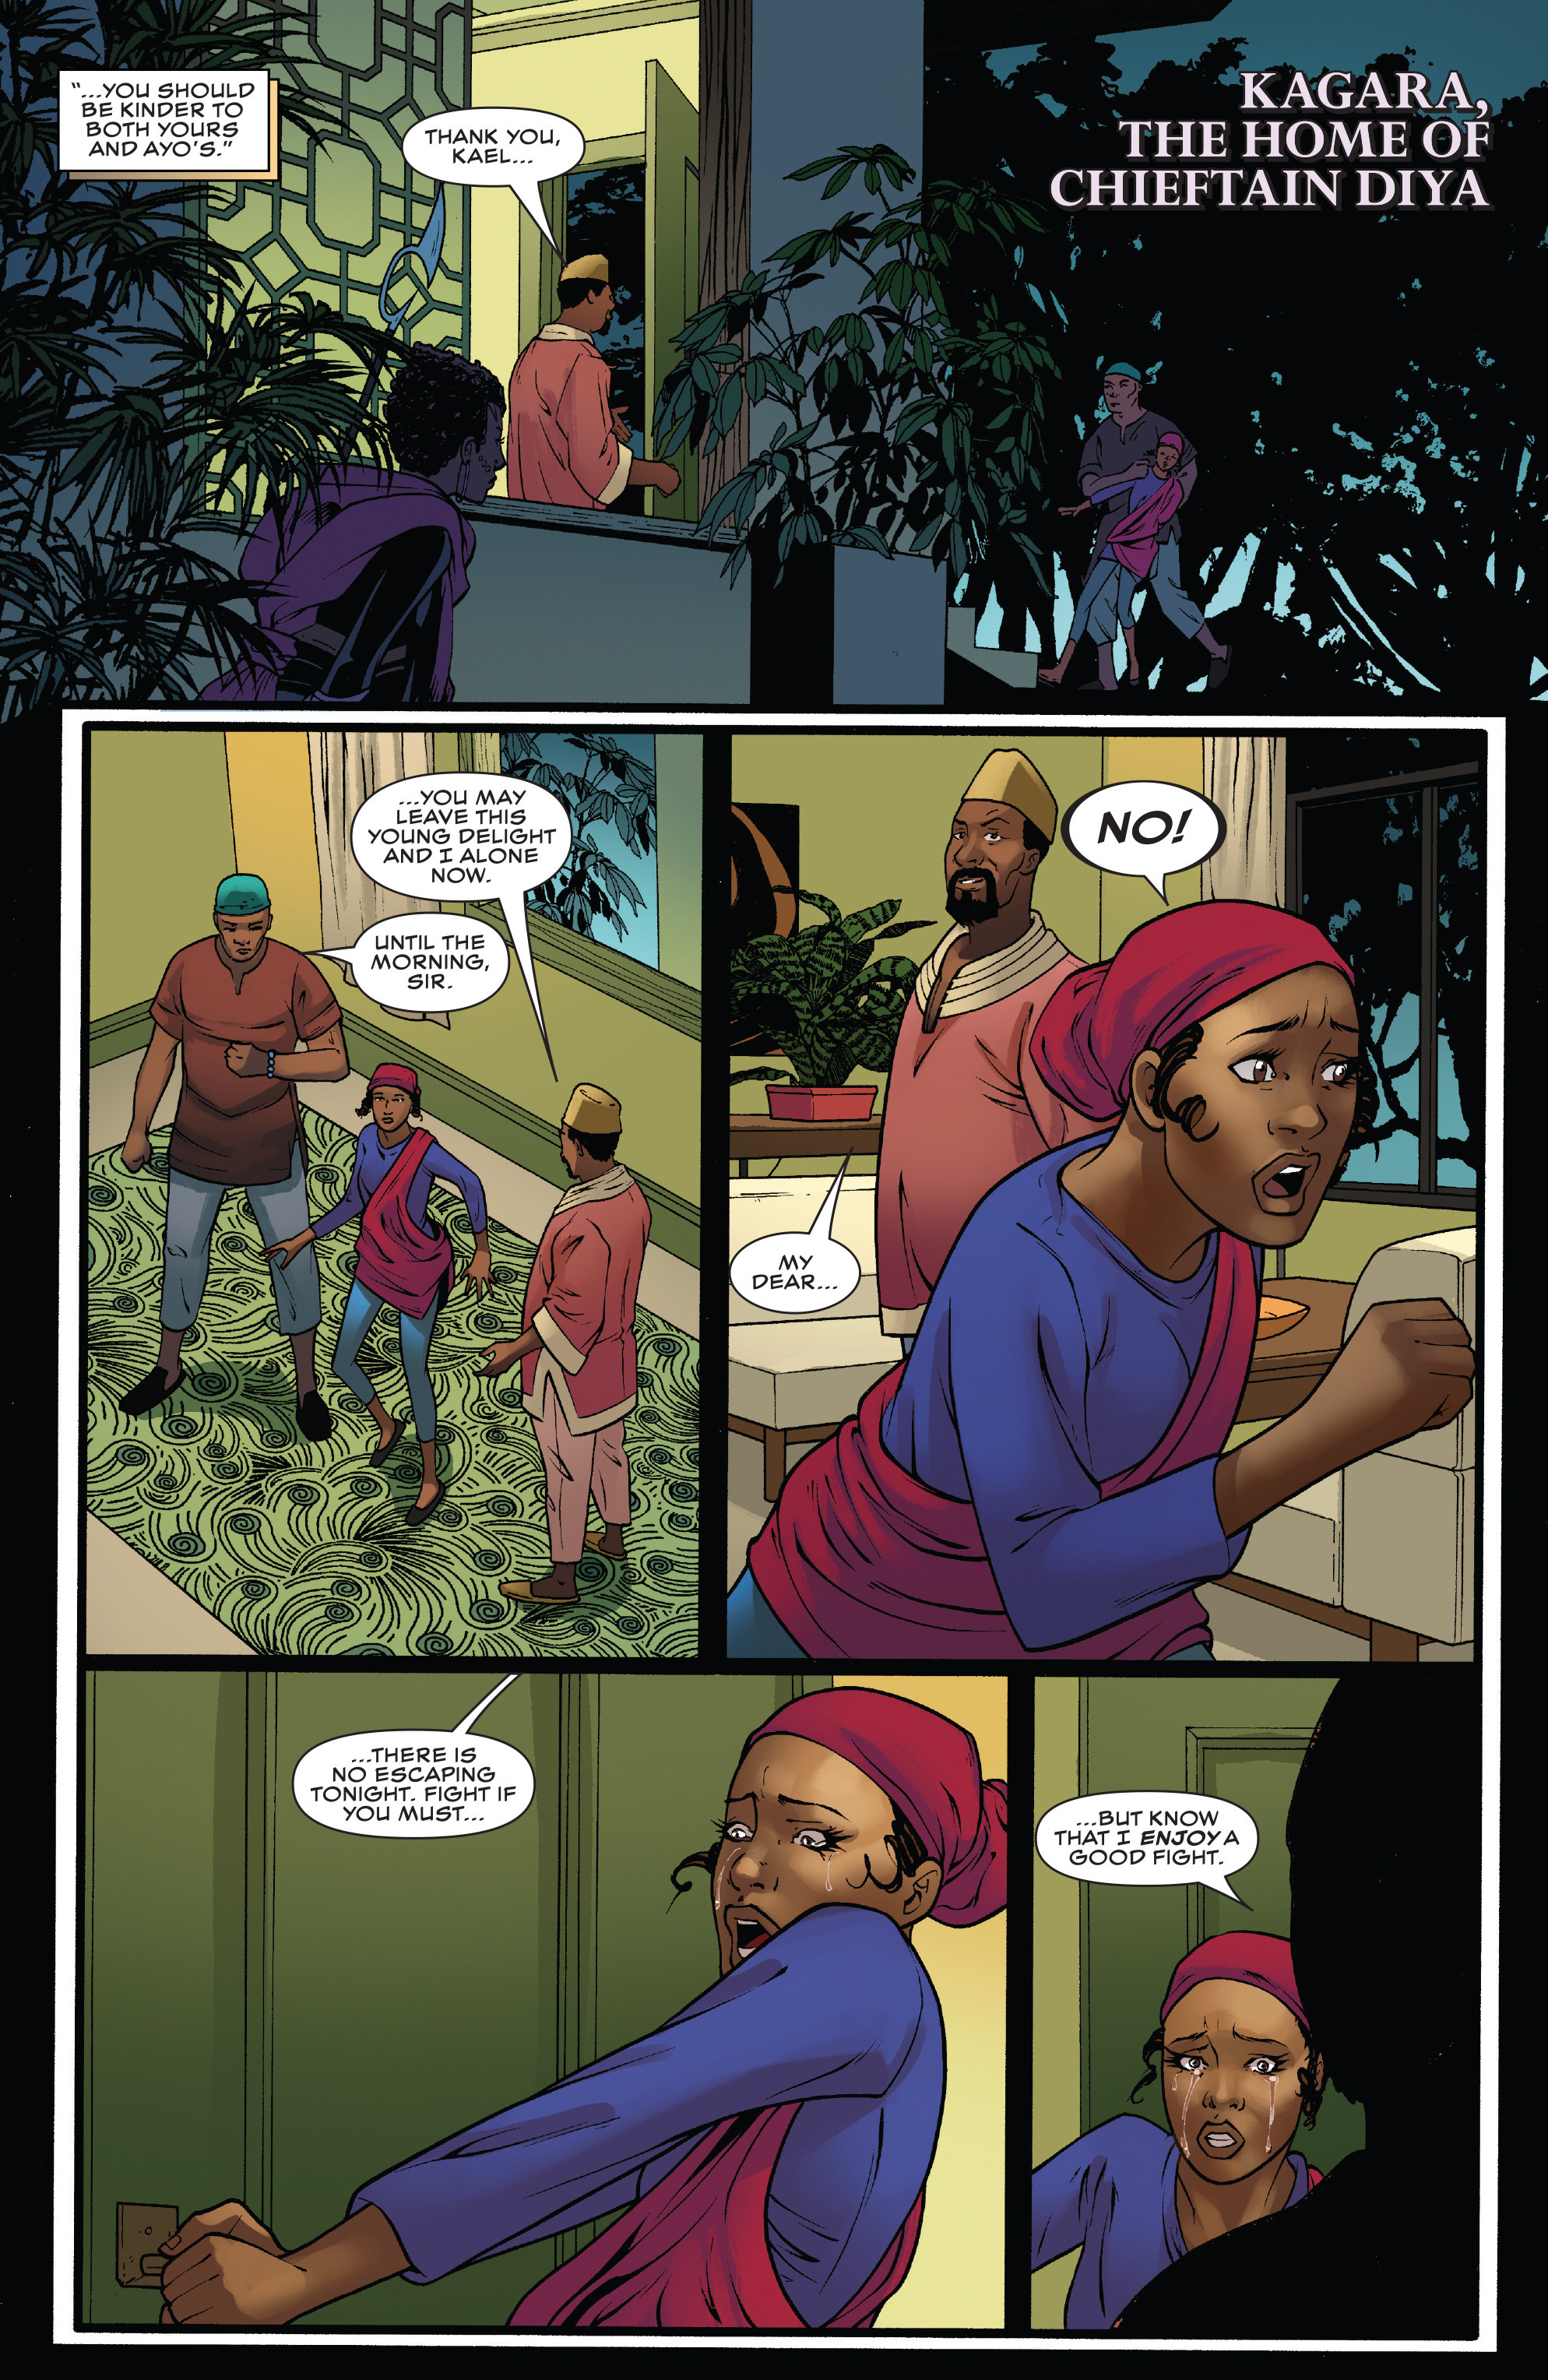 "...YOU SHOULD
BE KINDER TO
BOTH YOURS
AND AYO'S."
THANK YOU,
KAEL...
KAGARA,
THE HOME OF
CHIEFTAIN DIYA
...YOU MAY
LEAVE THIS
YOUNG DELIGHT
AND I ALONE
NOW.
UNTIL THE
MORNING,
SIR.
NO!
MY
DEAR...
...THERE IS
NO ESCAPING
TONIGHT. FIGHT IF
YOU MUST...
...BUT KNOW
THAT I ENJOY A
GOOD FIGHT.